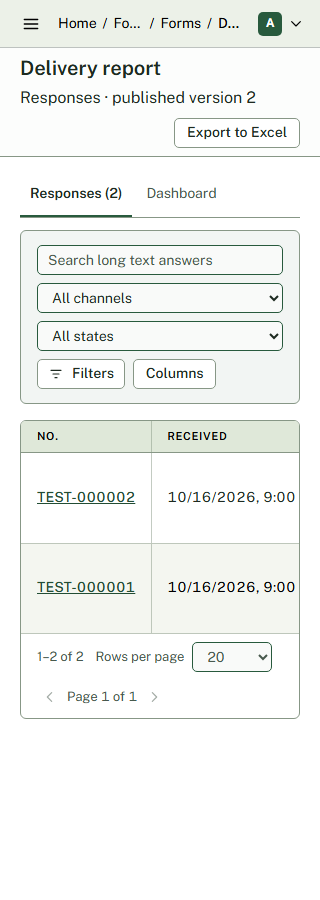 Home / Fo... / Forms / D... A
Delivery report
Responses · published version 2
Export to Excel
Responses (2) Dashboard
Search long text answers
All channels
All states
Filters Columns
NO. RECEIVED
TEST-000002 10/16/2026, 9:00
TEST-000001 10/16/2026, 9:00
1–2 of 2 Rows per page 20
Page 1 of 1